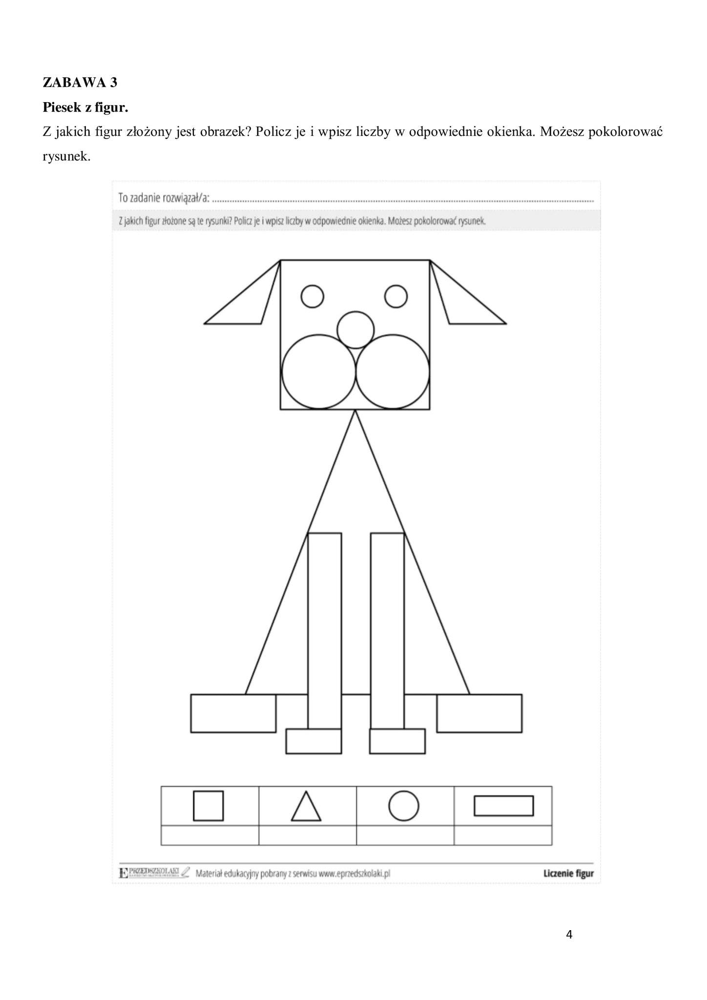 ZABAWA 3
Piesek z figur.
Z jakich figur złożony jest obrazek? Policz je i wpisz liczby w odpowiednie okienka. Możesz pokolorować
rysunek.
To zadanie rozwiązał/a: ........................................................................
Z jakich figur złożone są te rysunki? Policz je i wpisz liczby w odpowiednie okienka. Możesz pokolorować rysunek.
EPRZEDSZKOLAKI Materiał edukacyjny pobrany z serwisu www.eprzedszkolaki.pl Liczenie figur
4